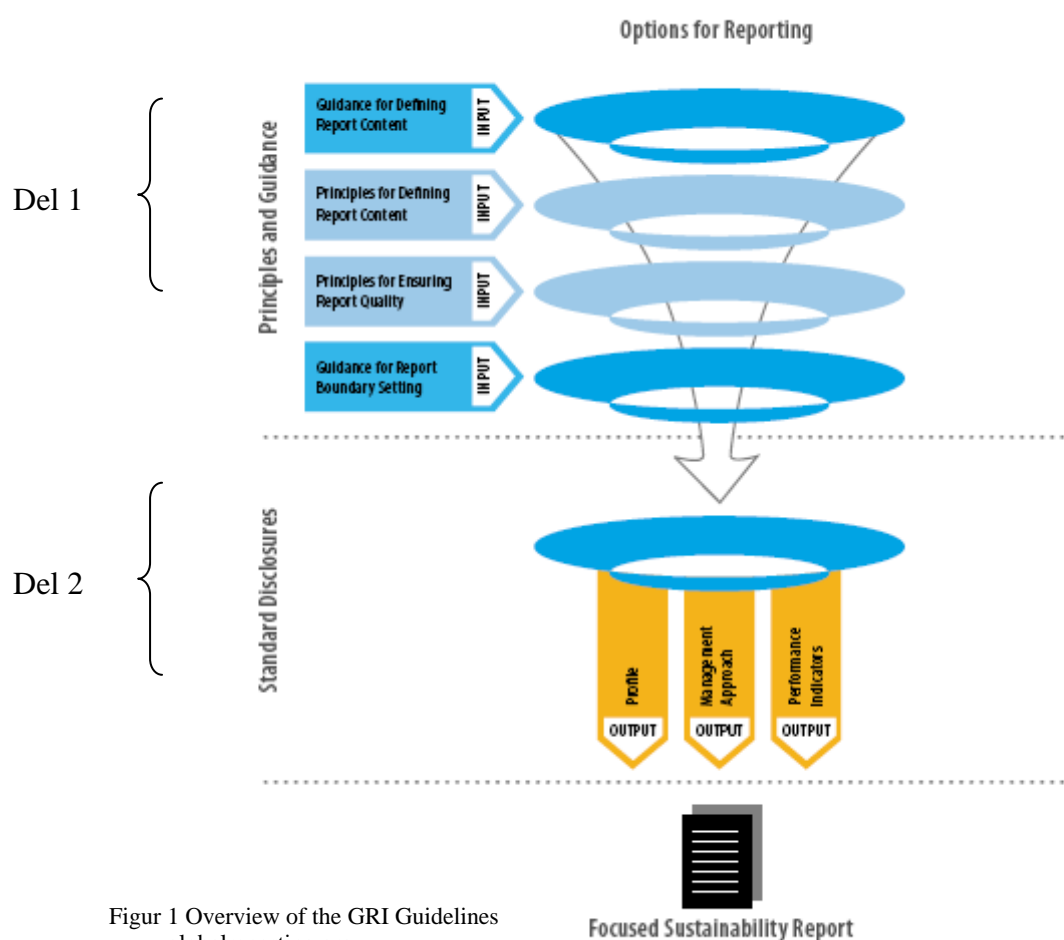 Options for Reporting
Del 1
Principles and Guidance
Guidance for Defining
Report Content
INPUT
Principles for Defining
Report Content
INPUT
Principles for Ensuring
Report Quality
INPUT
Guidance for Report
Boundary Setting
INPUT
Del 2
Standard Disclosures
Profile
OUTPUT
Management
Approach
OUTPUT
Performance
Indicators
OUTPUT
Figur 1 Overview of the GRI Guidelines
Focused Sustainability Report